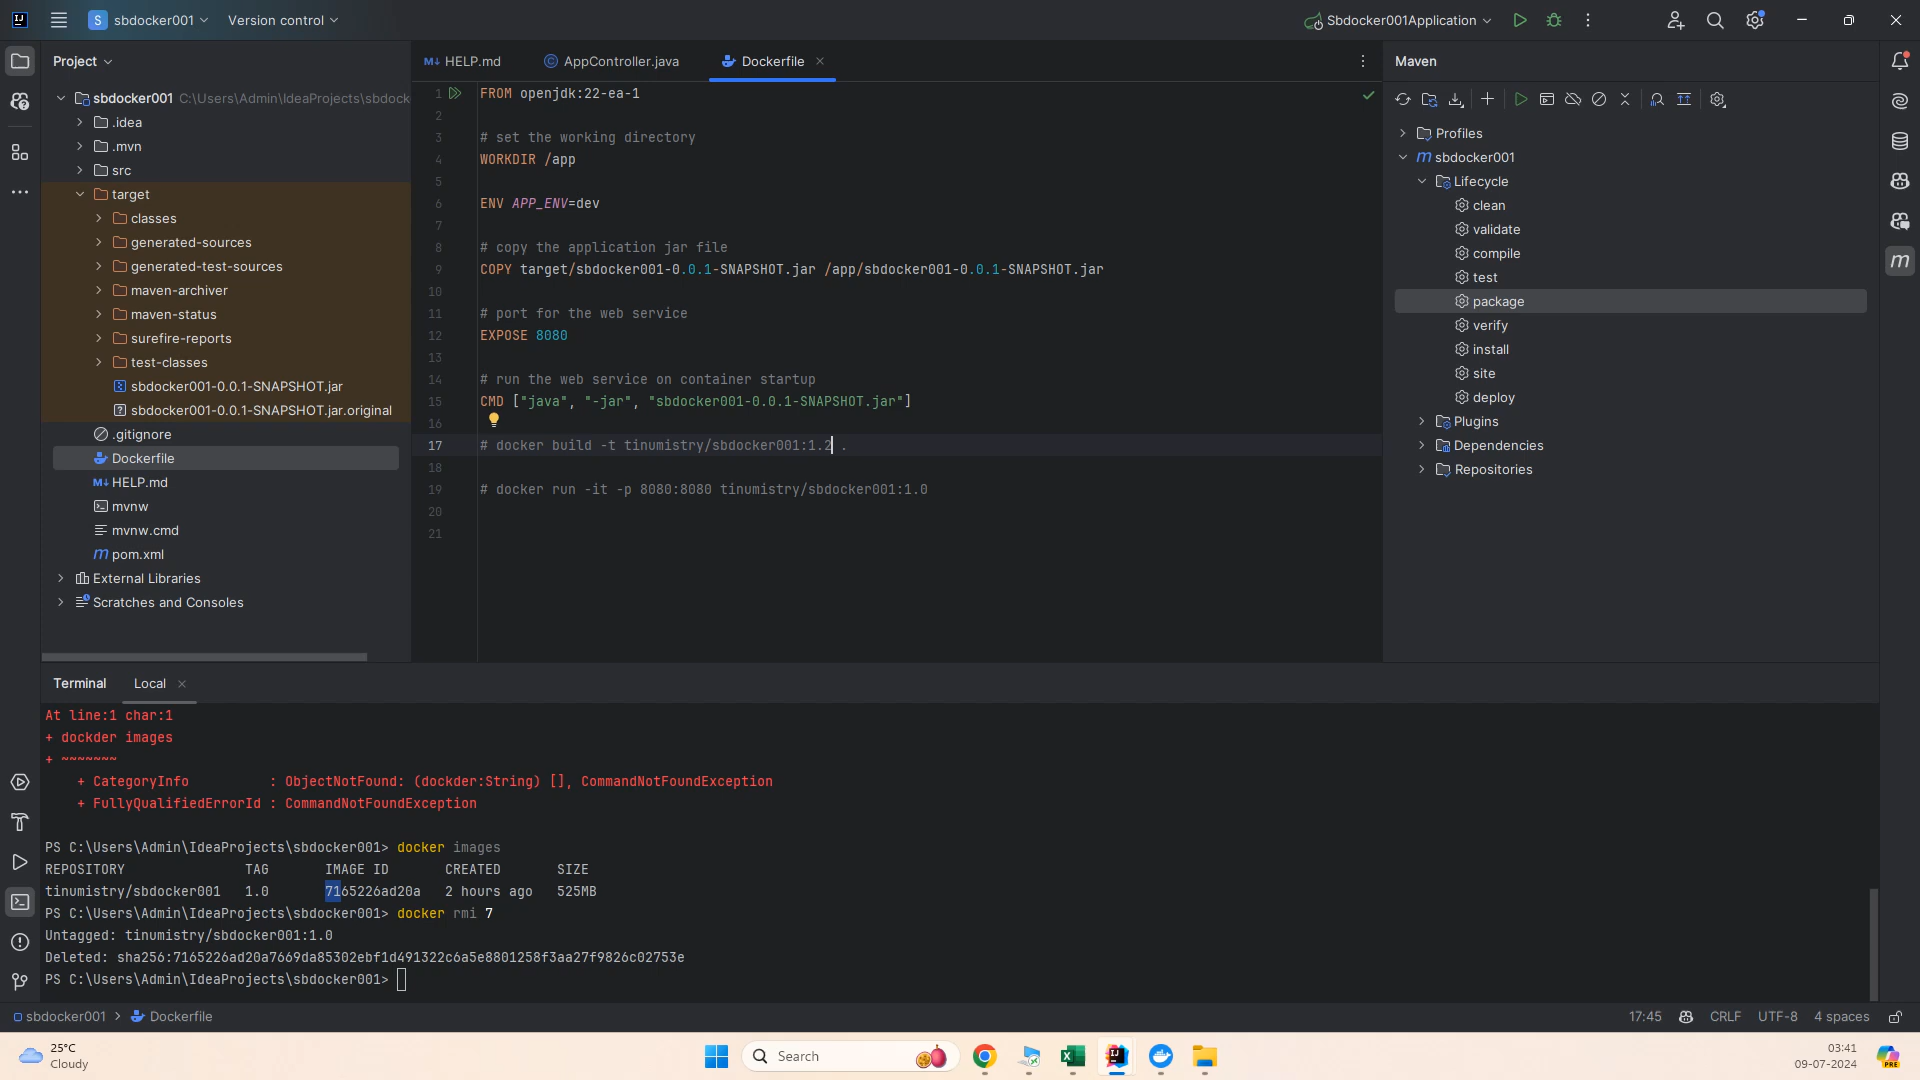 S sbdocker001
Version control
Sbdocker001Application
Project
M↓ HELP.md
AppController.java
Dockerfile
Maven
sbdocker001 C:\Users\Admin\IdeaProjects\sbdock
.idea
.mvn
src
target
classes
generated-sources
generated-test-sources
maven-archiver
maven-status
surefire-reports
test-classes
sbdocker001-0.0.1-SNAPSHOT.jar
sbdocker001-0.0.1-SNAPSHOT.jar.original
.gitignore
Dockerfile
M↓ HELP.md
mvnw
mvnw.cmd
m pom.xml
External Libraries
Scratches and Consoles
1 FROM openjdk:22-ea-1
2
3 # set the working directory
4 WORKDIR /app
5
6 ENV APP_ENV=dev
7
8 # copy the application jar file
9 COPY target/sbdocker001-0.0.1-SNAPSHOT.jar /app/sbdocker001-0.0.1-SNAPSHOT.jar
10
11 # port for the web service
12 EXPOSE 8080
13
14 # run the web service on container startup
15 CMD ["java", "-jar", "sbdocker001-0.0.1-SNAPSHOT.jar"]
16
17 # docker build -t tinumistry/sbdocker001:1.2 .
18
19 # docker run -it -p 8080:8080 tinumistry/sbdocker001:1.0
20
21
Profiles
m sbdocker001
Lifecycle
clean
validate
compile
test
package
verify
install
site
deploy
Plugins
Dependencies
Repositories
m
Terminal
Local
At line:1 char:1
+ dockder images
+ ~~~~~~~
+ CategoryInfo : ObjectNotFound: (dockder:String) [], CommandNotFoundException
+ FullyQualifiedErrorId : CommandNotFoundException
PS C:\Users\Admin\IdeaProjects\sbdocker001> docker images
REPOSITORY TAG IMAGE ID CREATED SIZE
tinumistry/sbdocker001 1.0 7165226ad20a 2 hours ago 525MB
PS C:\Users\Admin\IdeaProjects\sbdocker001> docker rmi 7
Untagged: tinumistry/sbdocker001:1.0
Deleted: sha256:7165226ad20a7669da85302ebf1d491322c6a5e8801258f3aa27f9826c02753e
PS C:\Users\Admin\IdeaProjects\sbdocker001>
sbdocker001 > Dockerfile
17:45
CRLF
UTF-8
4 spaces
25°C
Cloudy
Search
03:41
09-07-2024